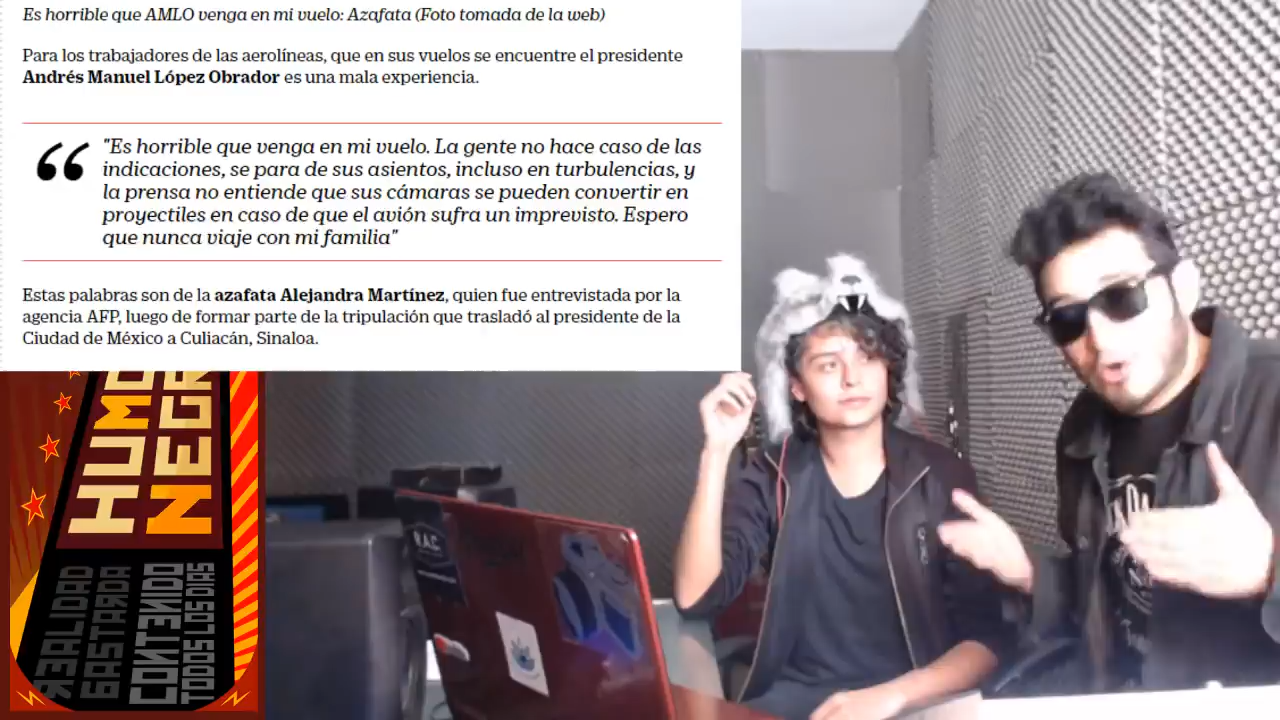 Es horrible que AMLO venga en mi vuelo: Azafata (Foto tomada de la web)
Para los trabajadores de las aerolíneas, que en sus vuelos se encuentre el presidente
Andrés Manuel López Obrador es una mala experiencia.
"Es horrible que venga en mi vuelo. La gente no hace caso de las
indicaciones, se para de sus asientos, incluso en turbulencias, y
la prensa no entiende que sus cámaras se pueden convertir en
proyectiles en caso de que el avión sufra un imprevisto. Espero
que nunca viaje con mi familia"
Estas palabras son de la azafata Alejandra Martínez, quien fue entrevistada por la
agencia AFP, luego de formar parte de la tripulación que trasladó al presidente de la
Ciudad de México a Culiacán, Sinaloa.
HUMO
NEGR
REALIDAD
BASTARDA
CONTENIDO
TODOS LOS DIAS